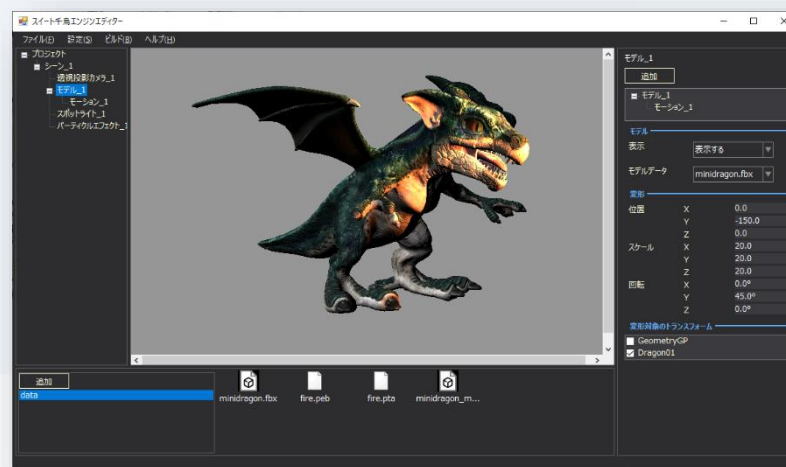 スイート千鳥エンジンエディター
ファイル(F) 設定(S) ビルド(B) ヘルプ(H)
プロジェクト
シーン_1
透視投影カメラ_1
モデル_1
モーション_1
スポットライト_1
パーティクルエフェクト_1
モデル_1
追加
モデル_1
モーション_1
モデル
表示 表示する
モデルデータ minidragon.fbx
変形
位置 X 0.0
Y -150.0
Z 0.0
スケール X 20.0
Y 20.0
Z 20.0
回転 X 0.0°
Y 45.0°
Z 0.0°
変形対象のトランスフォーム
GeometryGP
Dragon01
追加
data
minidragon.fbx fire.peb fire.pta minidragon_m...